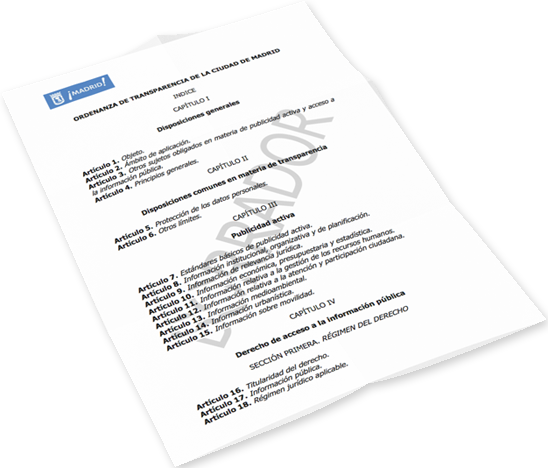 ¡MADRID!
ORDENANZA DE TRANSPARENCIA DE LA CIUDAD DE MADRID
INDICE
CAPÍTULO I
Disposiciones generales
Artículo 1. Objeto.
Artículo 2. Ámbito de aplicación.
Artículo 3. Otros sujetos obligados en materia de publicidad activa y acceso a
la información pública.
Artículo 4. Principios generales.
CAPÍTULO II
Disposiciones comunes en materia de transparencia
Artículo 5. Protección de los datos personales.
Artículo 6. Otros límites.
CAPÍTULO III
Publicidad activa
Artículo 7. Estándares básicos de publicidad activa.
Artículo 8. Información institucional, organizativa y de planificación.
Artículo 9. Información de relevancia jurídica.
Artículo 10. Información económica, presupuestaria y estadística.
Artículo 11. Información relativa a la gestión de los recursos humanos.
Artículo 12. Información relativa a la atención y participación ciudadana.
Artículo 13. Información medioambiental.
Artículo 14. Información urbanística.
Artículo 15. Información sobre movilidad.
CAPÍTULO IV
Derecho de acceso a la información pública
SECCIÓN PRIMERA. RÉGIMEN DEL DERECHO
Artículo 16. Titularidad del derecho.
Artículo 17. Información pública.
Artículo 18. Régimen jurídico aplicable.
BORRADOR